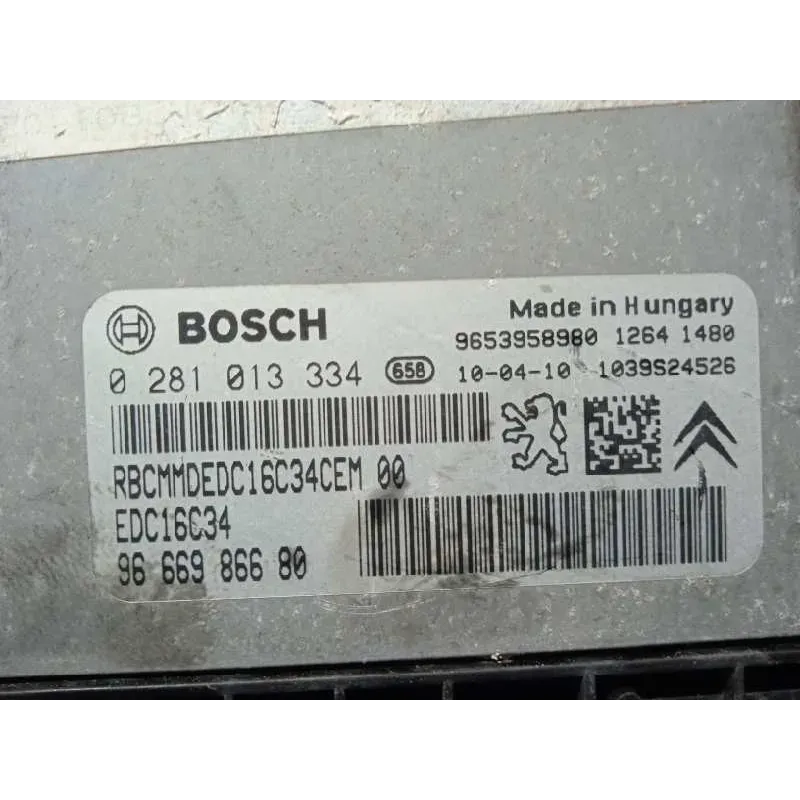 BOSCH
Made in Hungary
9653958980 1264 1480
0 281 013 334 658 10-04-10 1039S24526
RBCMMDEDC16C34CEM 00
EDC16C34
96 669 866 80